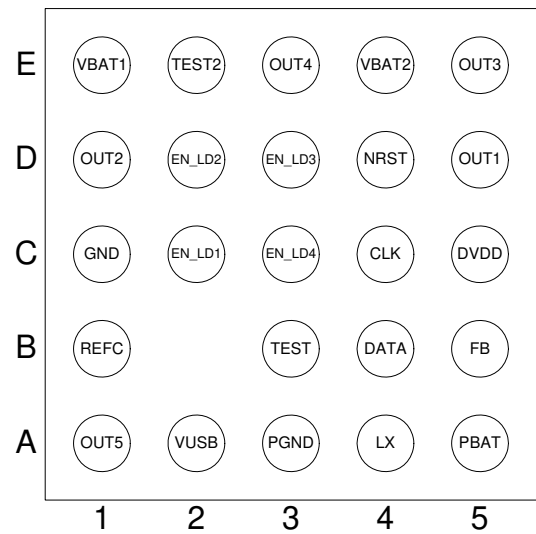 E VBAT1 TEST2 OUT4 VBAT2 OUT3
D OUT2 EN_LD2 EN_LD3 NRST OUT1
C GND EN_LD1 EN_LD4 CLK DVDD
B REFC TEST DATA FB
A OUT5 VUSB PGND LX PBAT
1 2 3 4 5